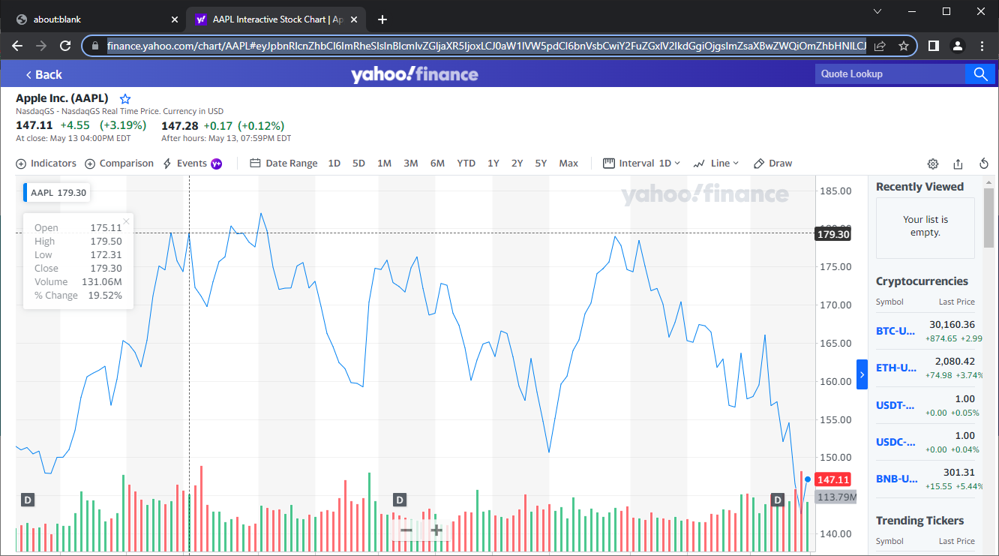 about:blank
AAPL Interactive Stock Chart | Ap
Back
yahoo!finance
Quote Lookup
Apple Inc. (AAPL)
NasdaqGS - NasdaqGS Real Time Price. Currency in USD
147.11 +4.55 (+3.19%) 147.28 +0.17 (+0.12%)
At close: May 13 04:00PM EDT After hours: May 13, 07:59PM EDT
Indicators Comparison Events y+ Date Range 1D 5D 1M 3M 6M YTD 1Y 2Y 5Y Max Interval 1D Line Draw
AAPL 179.30
yahoo!finance
Open 175.11
High 179.50
Low 172.31
Close 179.30
Volume 131.06M
% Change 19.52%
185.00
179.30
175.00
170.00
165.00
160.00
155.00
150.00
147.11
113.79M
140.00
D
D
D
Recently Viewed
Your list is
empty.
Cryptocurrencies
Symbol Last Price
BTC-U... 30,160.36
+874.65 +2.99
ETH-U... 2,080.42
+74.98 +3.74%
USDT-... 1.00
+0.00 +0.05%
USDC-... 1.00
+0.00 +0.04%
BNB-U... 301.31
+15.55 +5.44%
Trending Tickers
Symbol Last Price